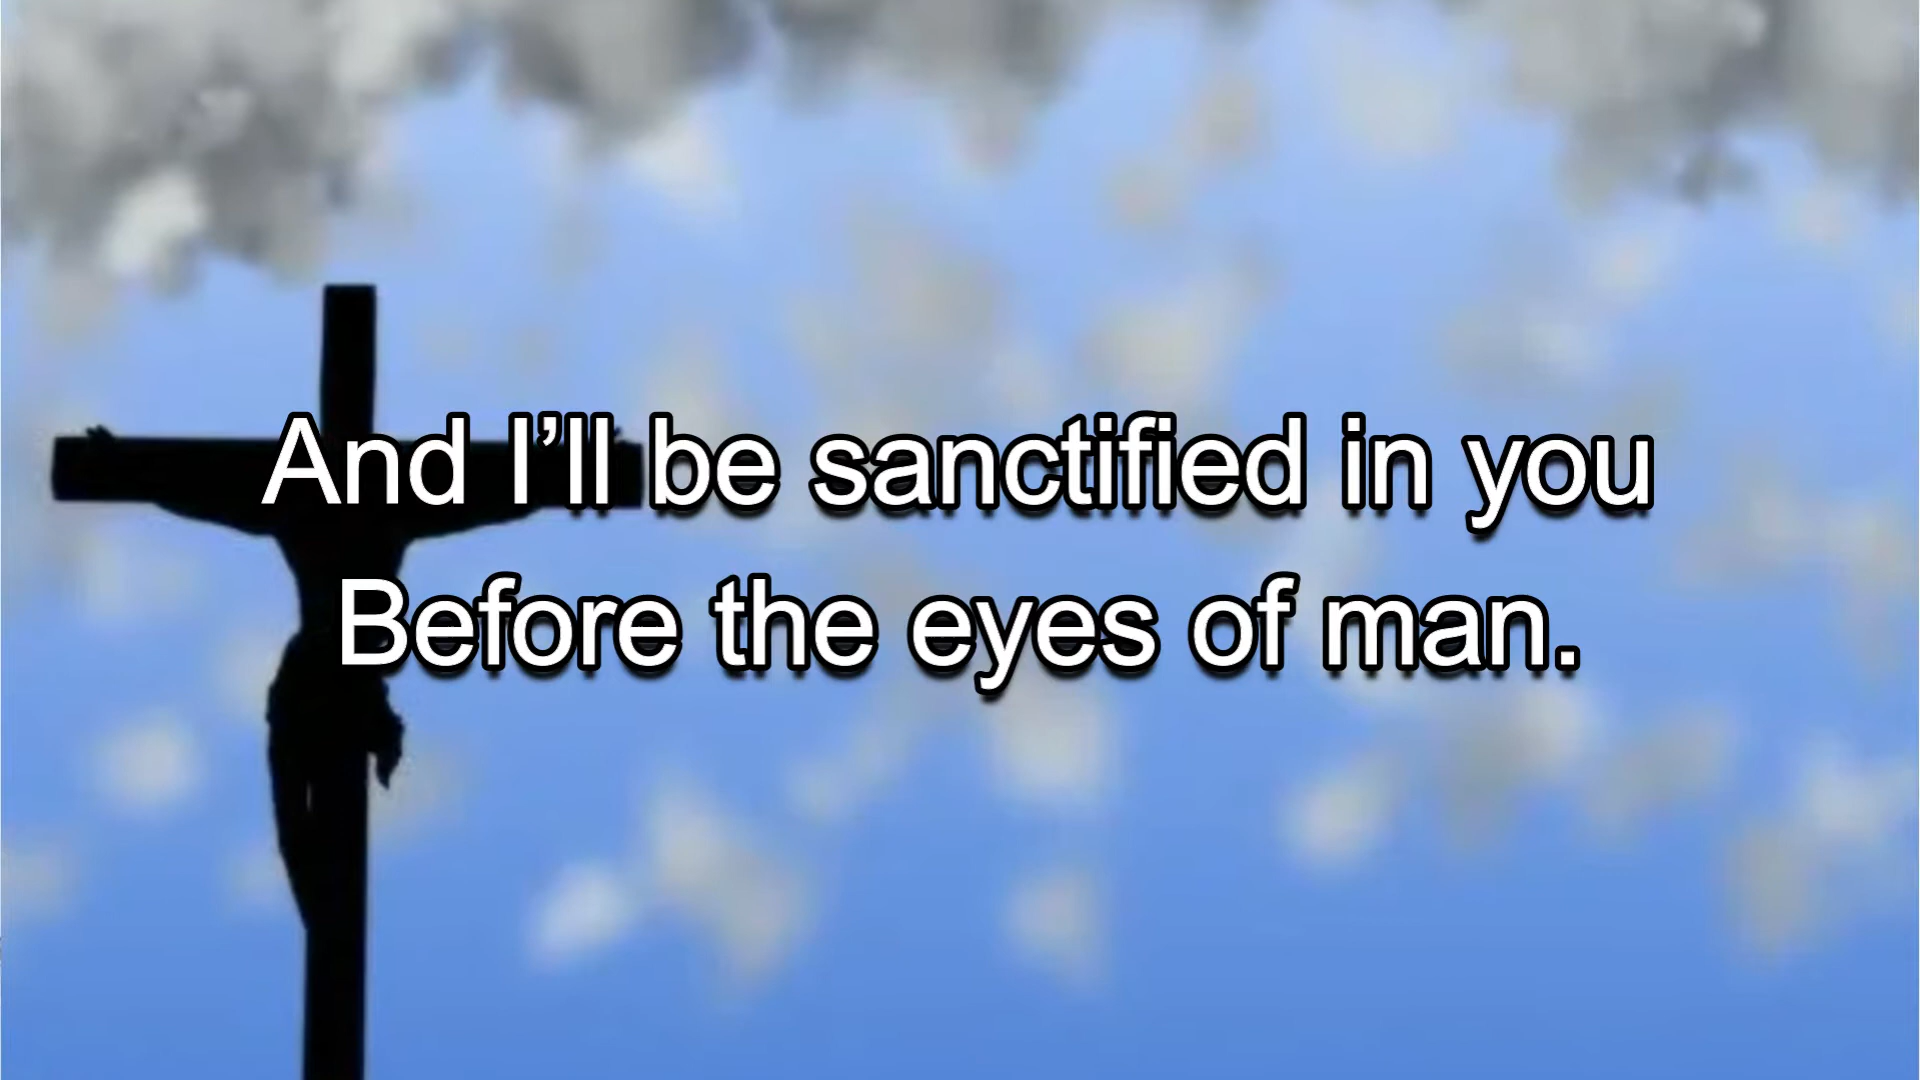 And I’ll be sanctified in you
Before the eyes of man.